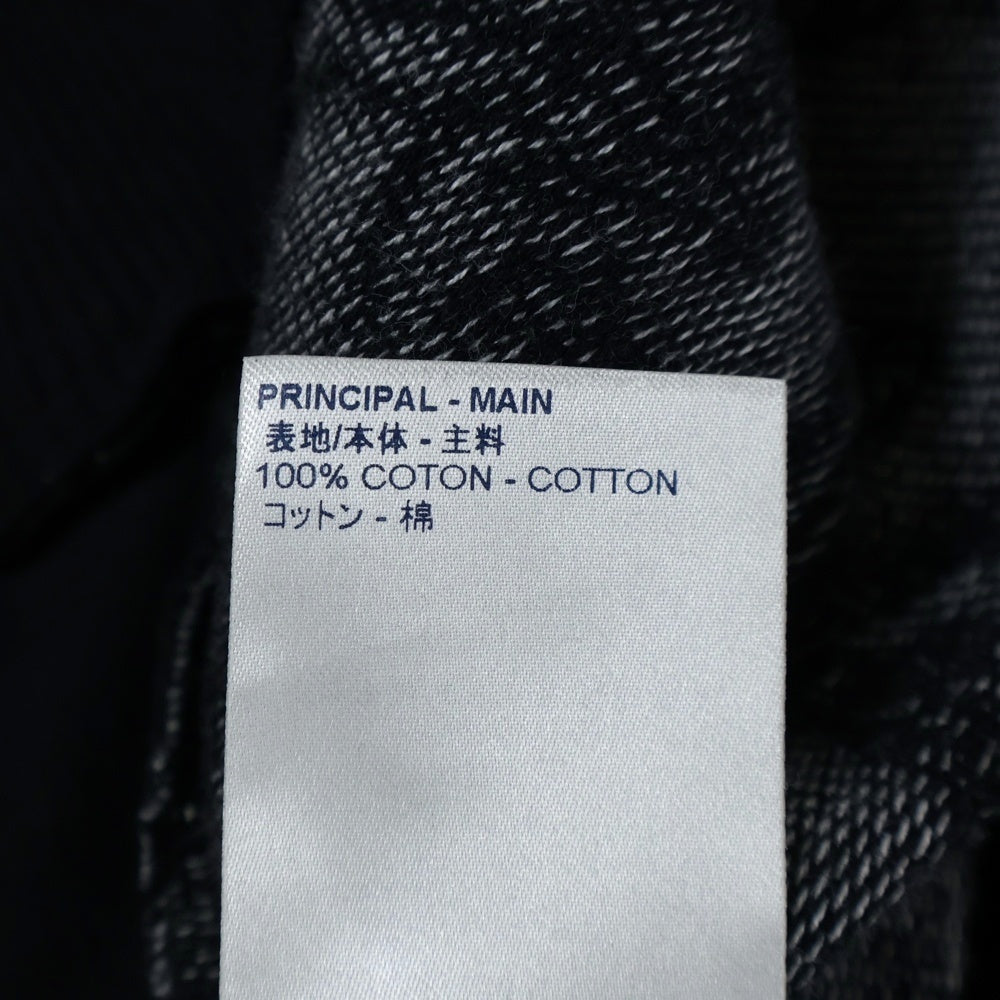 PRINCIPAL - MAIN
表地/本体 - 主料
100% COTON - COTTON
コットン - 棉